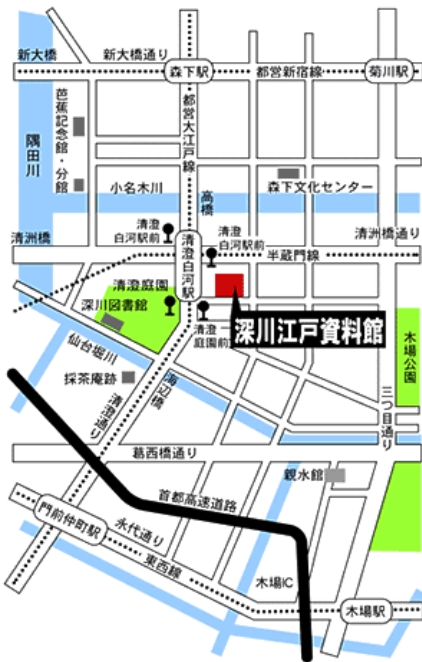 新大橋
新大橋通り
森下駅
都営新宿線
菊川駅
芭蕉記念館・分館
都営大江戸線
隅田川
小名木川
高橋
森下文化センター
清澄
白河駅前
清澄
白河駅前
清洲橋
清洲橋通り
清澄白河駅
半蔵門線
清澄庭園
深川図書館
清澄
庭園前
深川江戸資料館
木場公園
仙台堀川
採茶庵跡
海辺橋
清澄通り
三つ目通り
葛西橋通り
親水館
首都高速道路
門前仲町駅
永代通り
東西線
木場IC
木場駅